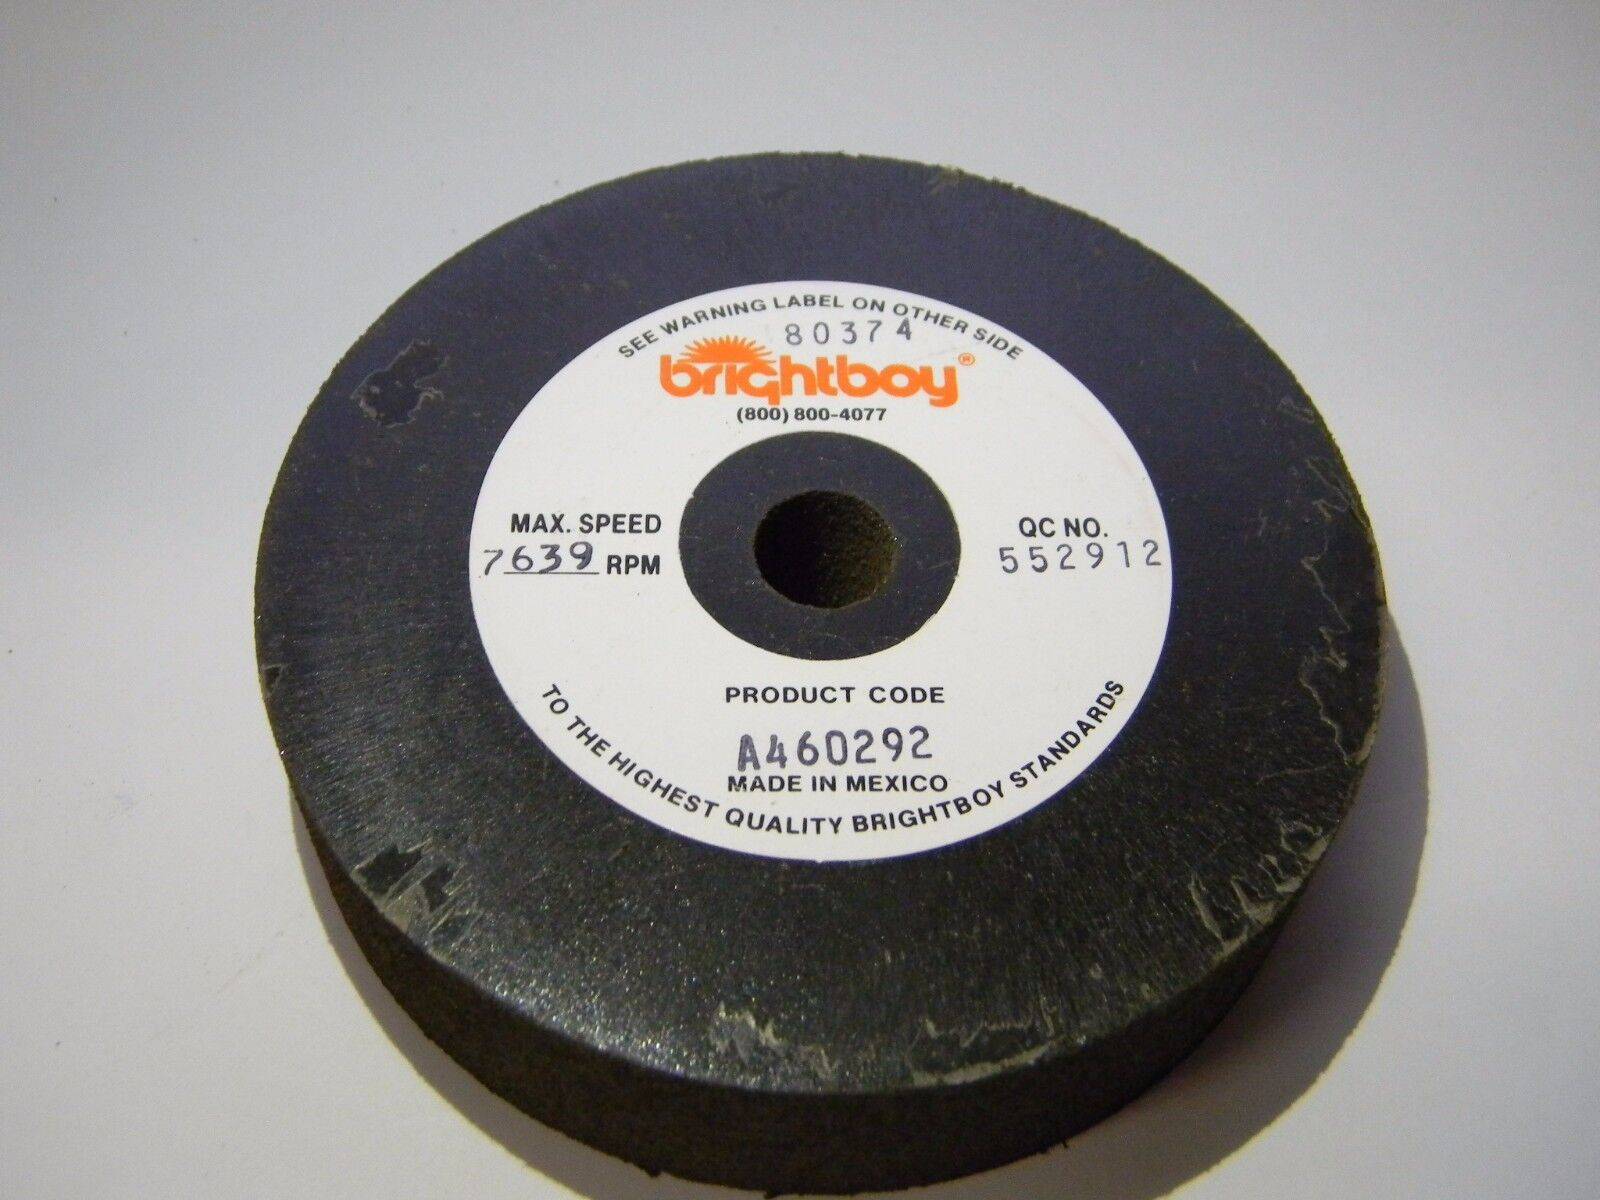 SEE WARNING LABEL ON OTHER SIDE
80374
brightboy®
(800) 800-4077
MAX. SPEED
7639 RPM
QC NO.
552912
PRODUCT CODE
A460292
MADE IN MEXICO
TO THE HIGHEST QUALITY BRIGHTBOY STANDARDS